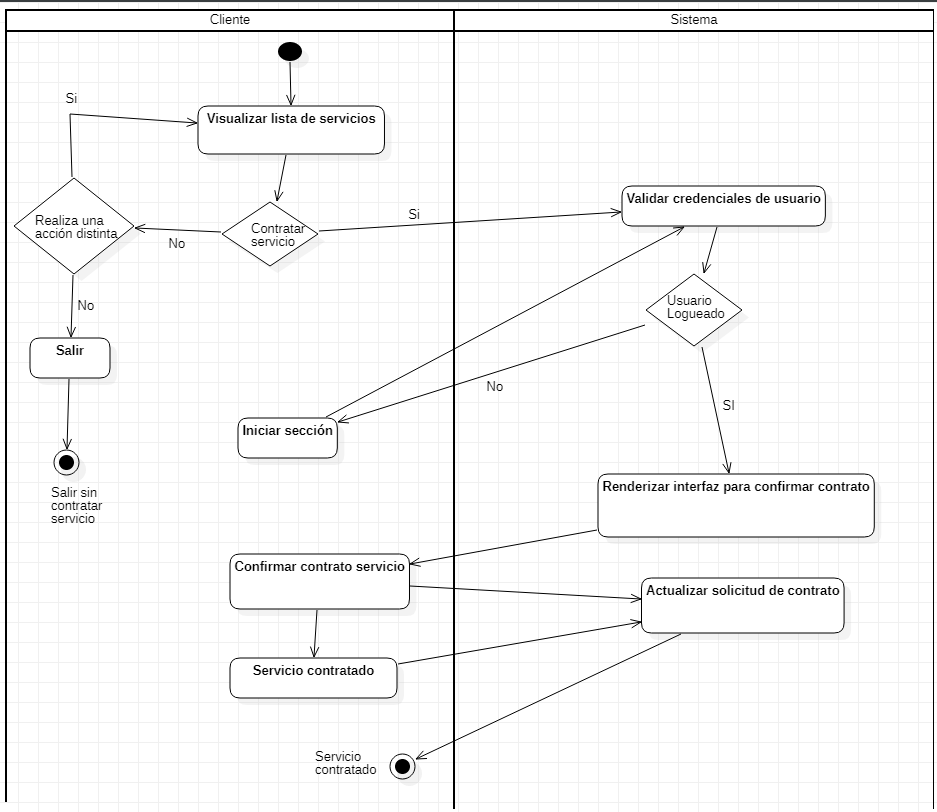 Cliente
Sistema
Si
Visualizar lista de servicios
Validar credenciales de usuario
Realiza una
acción distinta
Contratar
servicio
Si
No
Usuario
Logueado
No
Salir
No
SI
Iniciar sección
Salir sin
contratar
servicio
Renderizar interfaz para confirmar contrato
Confirmar contrato servicio
Actualizar solicitud de contrato
Servicio contratado
Servicio
contratado